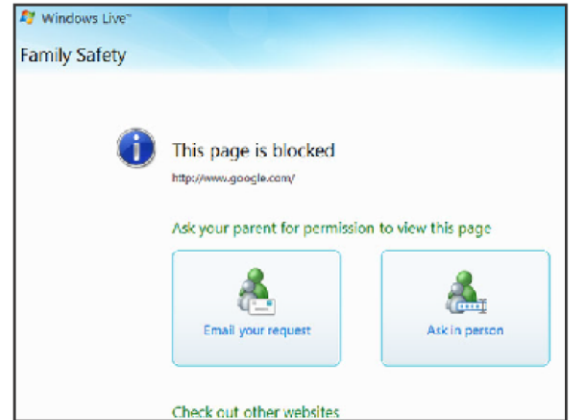 Windows Live™
Family Safety
This page is blocked
http://www.google.com/
Ask your parent for permission to view this page
Email your request
Ask in person
Check out other websites